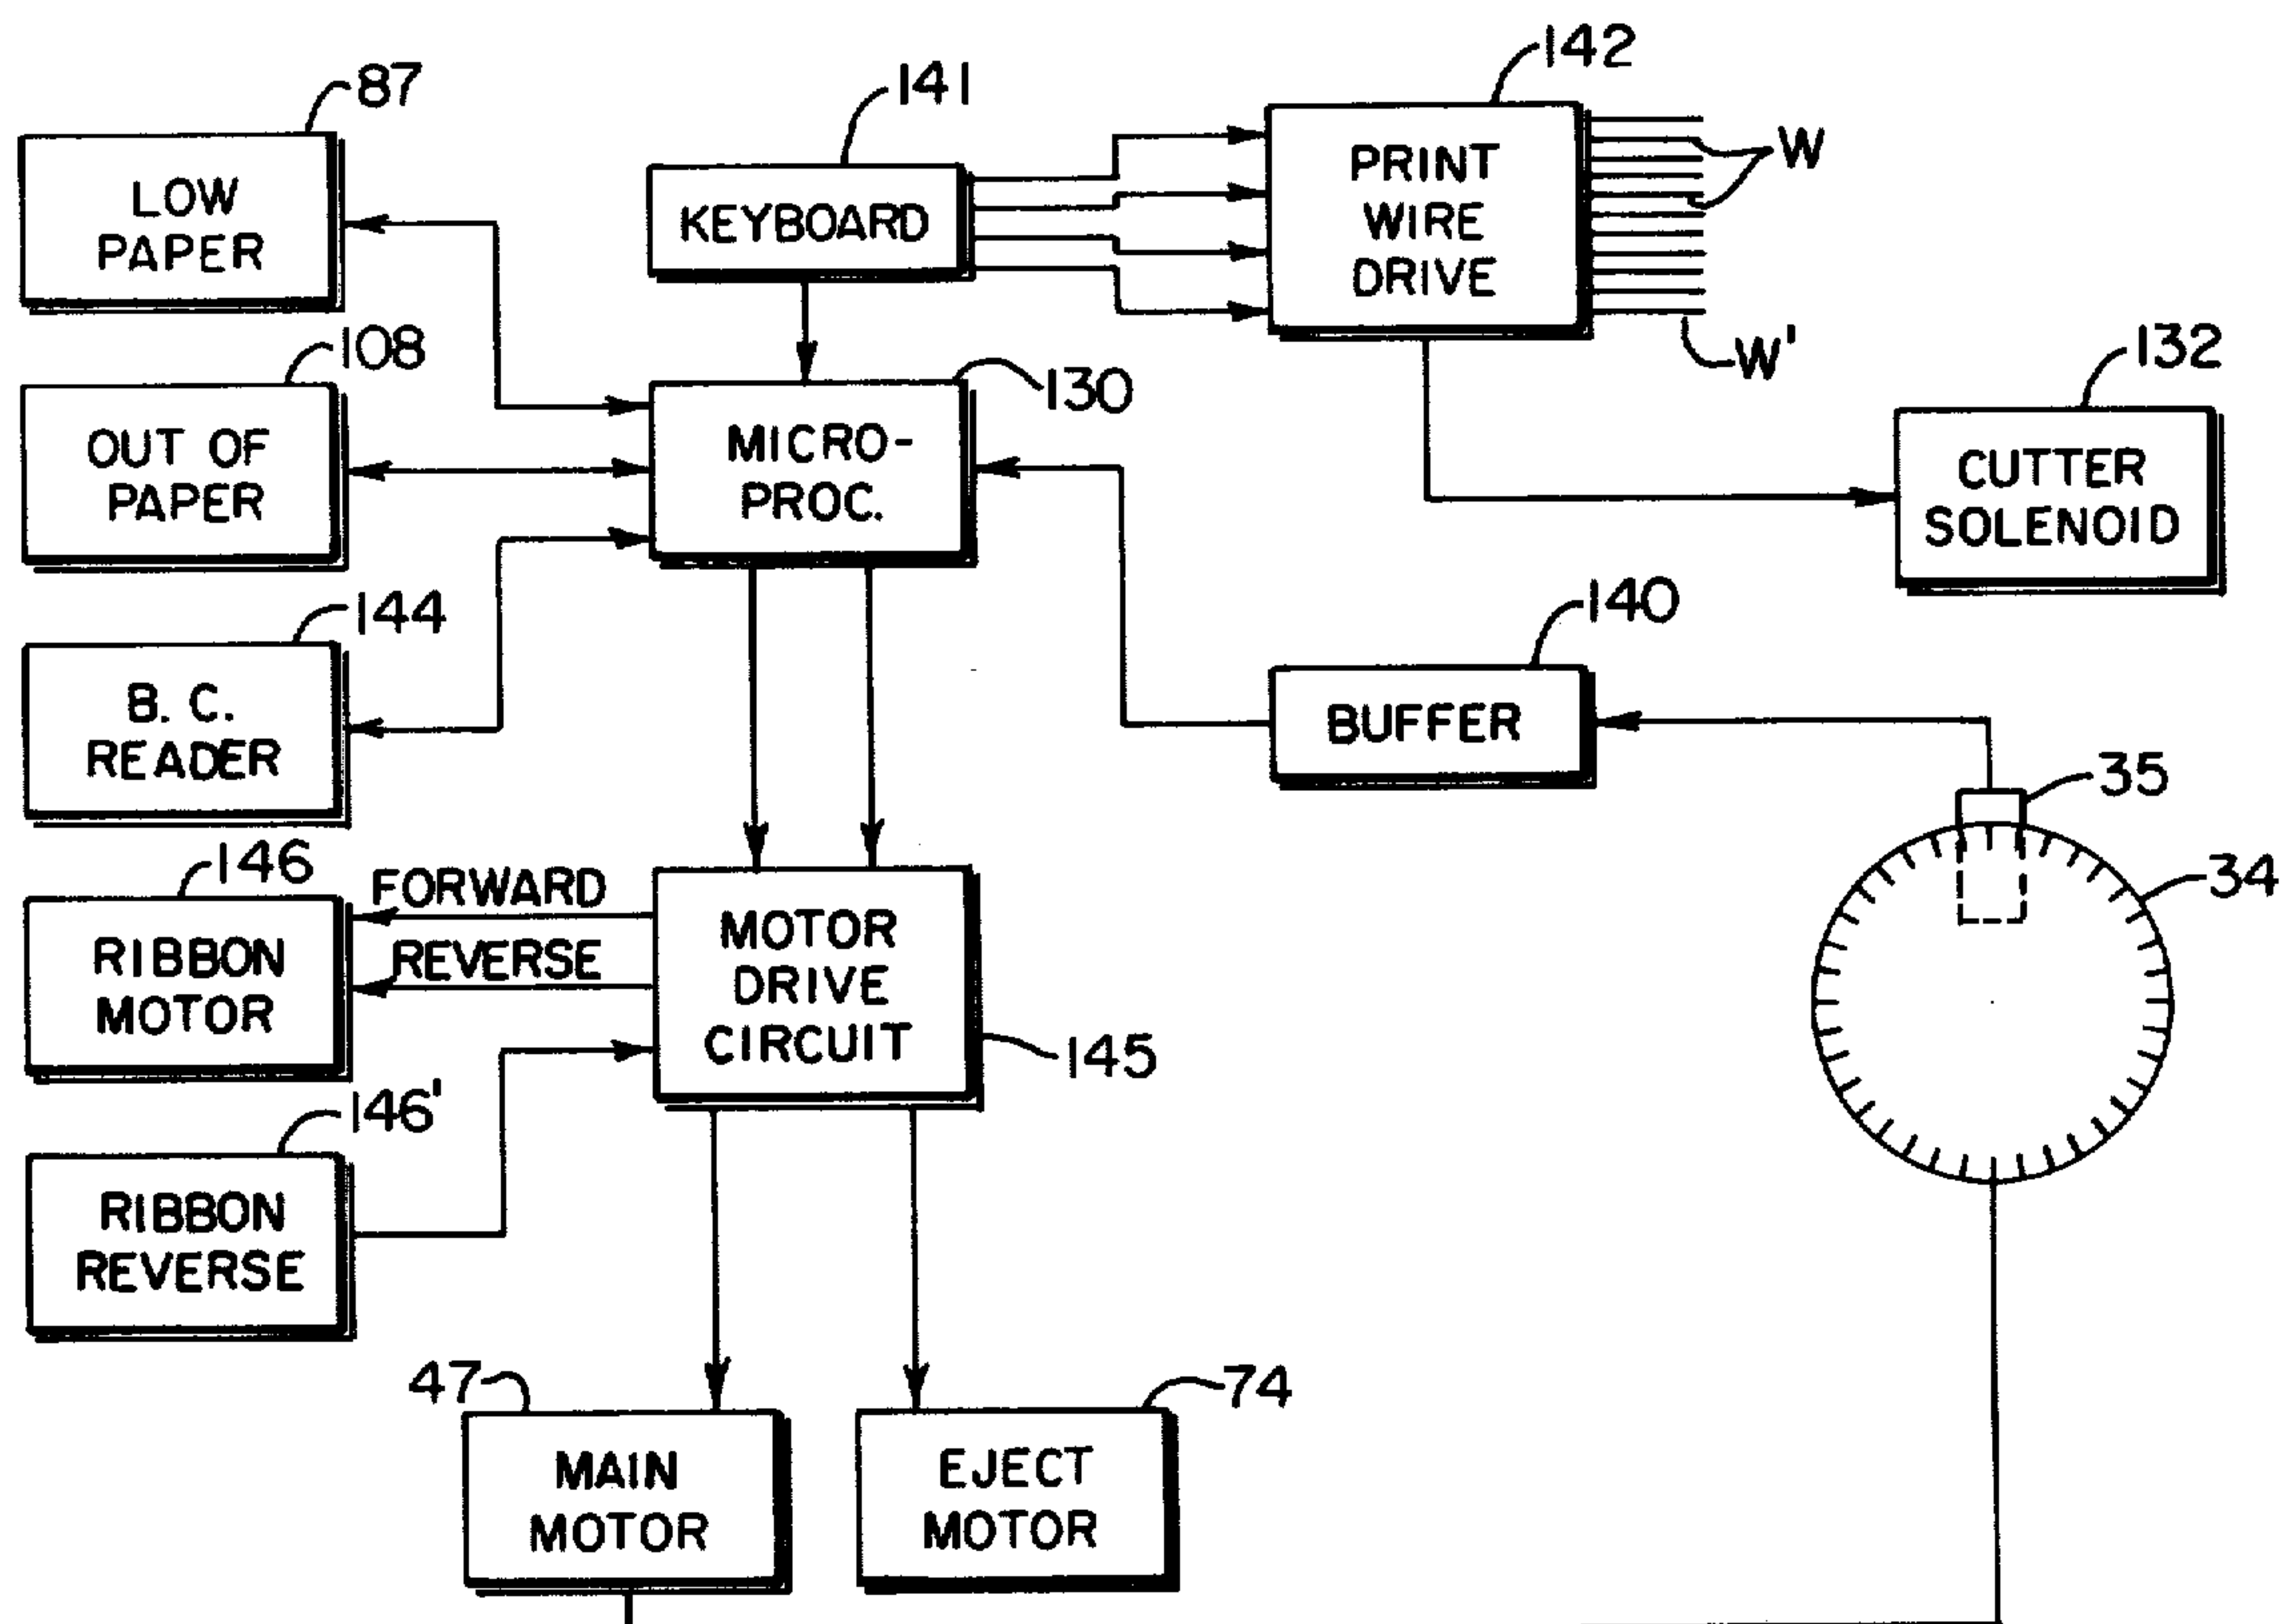 142
87
141
W
LOW
PAPER
KEYBOARD
PRINT
WIRE
DRIVE
108
130
W'
132
OUT OF
PAPER
MICRO-
PROC.
CUTTER
SOLENOID
144
140
B. C.
READER
BUFFER
35
146
FORWARD
34
RIBBON
MOTOR
REVERSE
MOTOR
DRIVE
CIRCUIT
145
146'
RIBBON
REVERSE
47
74
MAIN
MOTOR
EJECT
MOTOR